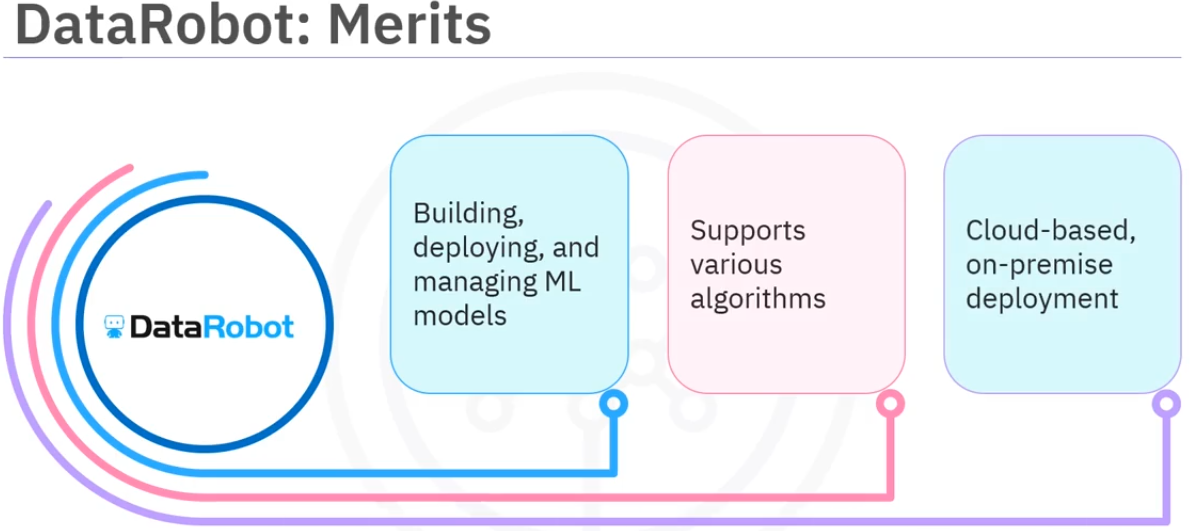 DataRobot: Merits
DataRobot
Building,
deploying, and
managing ML
models
Supports
various
algorithms
Cloud-based,
on-premise
deployment